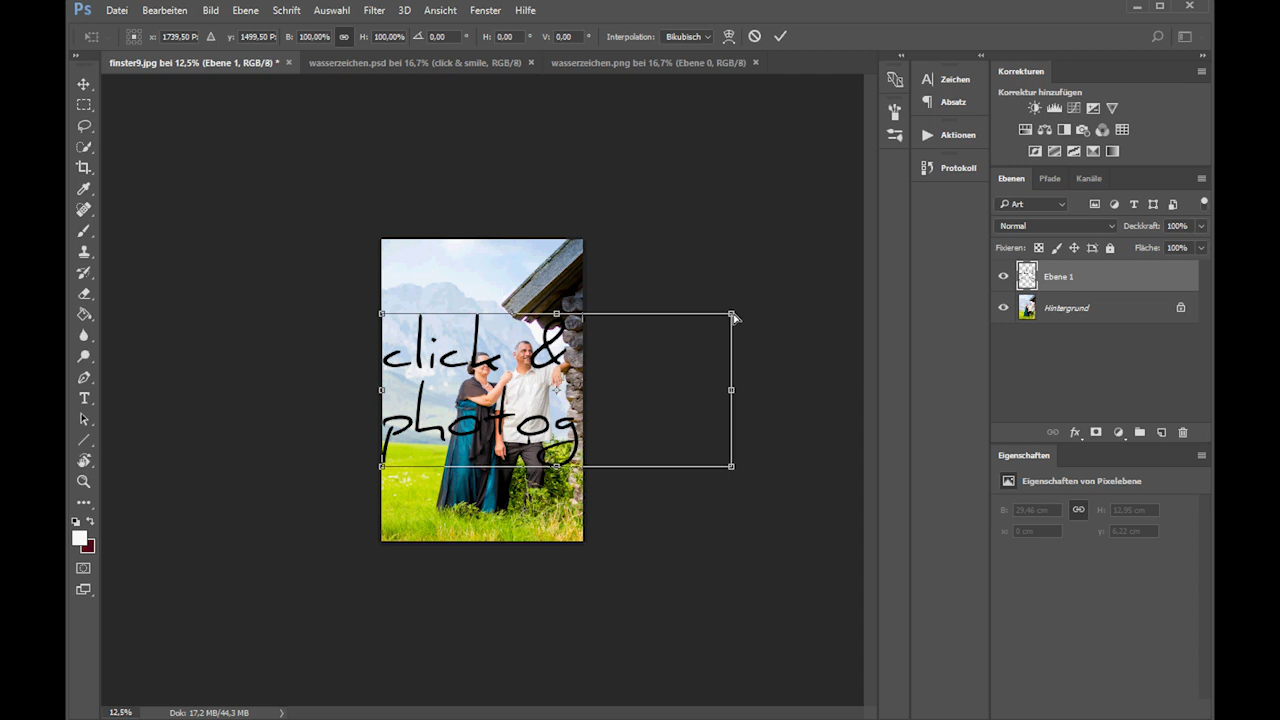 Ps Datei Bearbeiten Bild Ebene Schrift Auswahl Filter 3D Ansicht Fenster Hilfe
x: 1739,50 P y: 1499,50 P B: 100,00% H: 100,00% 0,00 ° H: 0,00 ° V: 0,00 ° Interpolation: Bikubisch
finster9.jpg bei 12,5% (Ebene 1, RGB/8) * × wasserzeichen.psd bei 16,7% (click & smile, RGB/8) × wasserzeichen.png bei 16,7% (Ebene 0, RGB/8) ×
Zeichen
Absatz
Aktionen
Protokoll
Korrekturen
Korrektur hinzufügen
Ebenen Pfade Kanäle
Art
Normal Deckkraft: 100%
Fixieren: Fläche: 100%
Ebene 1
Hintergrund
click &
photog
Eigenschaften
Eigenschaften von Pixelebene
B: 29,46 cm H: 12,95 cm
x: 0 cm y: 6,22 cm
12,5% Dok: 17,2 MB/44,3 MB